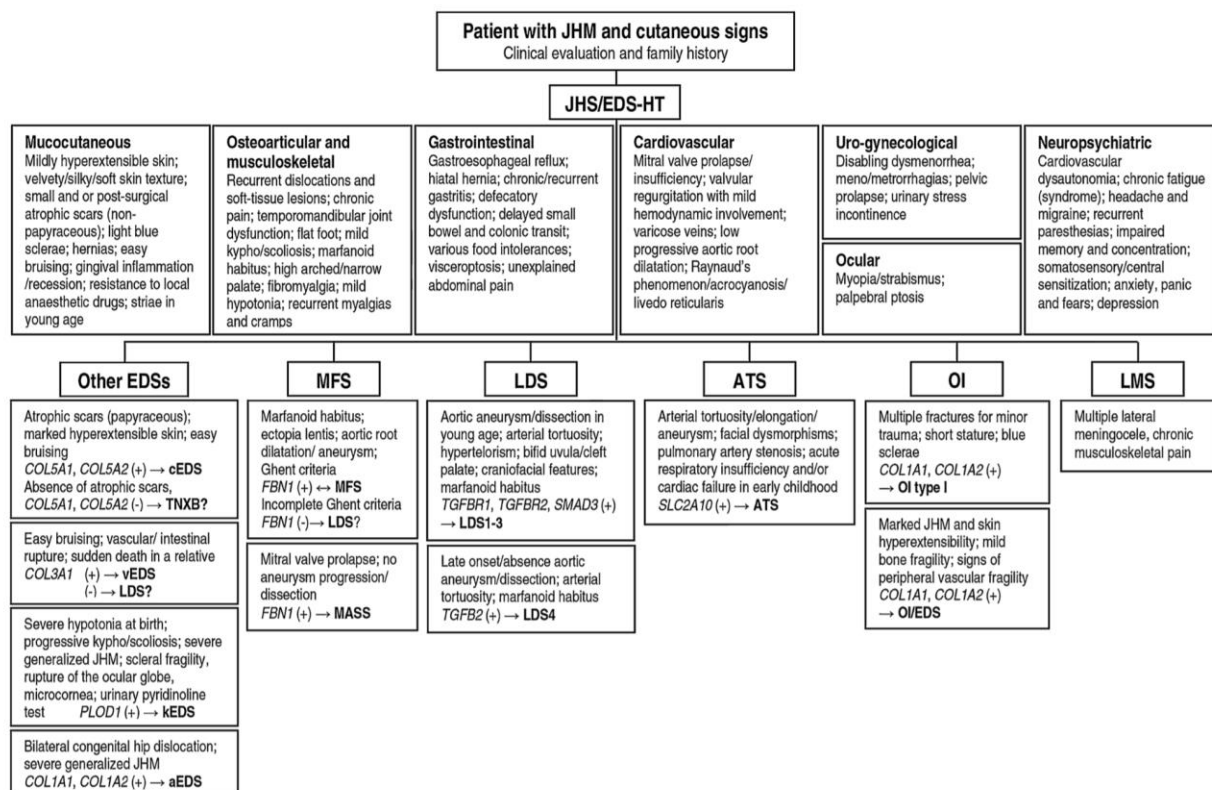 Patient with JHM and cutaneous signs
Clinical evaluation and family history
JHS/EDS-HT
Mucocutaneous
Mildly hyperextensible skin;
velvety/silky/soft skin texture;
small and or post-surgical
atrophic scars (non-
papyraceous); light blue
sclerae; hernias; easy
bruising; gingival inflammation
/recession; resistance to local
anaesthetic drugs; striae in
young age
Osteoarticular and
musculoskeletal
Recurrent dislocations and
soft-tissue lesions; chronic
pain; temporomandibular joint
dysfunction; flat foot; mild
kypho/scoliosis; marfanoid
habitus; high arched/narrow
palate; fibromyalgia; mild
hypotonia; recurrent myalgias
and cramps
Gastrointestinal
Gastroesophageal reflux;
hiatal hernia; chronic/recurrent
gastritis; defecatory
dysfunction; delayed small
bowel and colonic transit;
various food intolerances;
visceroptosis; unexplained
abdominal pain
Cardiovascular
Mitral valve prolapse/
insufficiency; valvular
regurgitation with mild
hemodynamic involvement;
varicose veins; low
progressive aortic root
dilatation; Raynaud's
phenomenon/acrocyanosis/
livedo reticularis
Uro-gynecological
Disabling dysmenorrhea;
meno/metrorrhagias; pelvic
prolapse; urinary stress
incontinence
Ocular
Myopia/strabismus;
palpebral ptosis
Neuropsychiatric
Cardiovascular
dysautonomia; chronic fatigue
(syndrome); headache and
migraine; recurrent
paresthesias; impaired
memory and concentration;
somatosensory/central
sensitization; anxiety, panic
and fears; depression
Other EDSs
Atrophic scars (papyraceous);
marked hyperextensible skin; easy
bruising
COL5A1, COL5A2 (+) → cEDS
Absence of atrophic scars,
COL5A1, COL5A2 (-) → TNXB?
Easy bruising; vascular/ intestinal
rupture; sudden death in a relative
COL3A1 (+) → vEDS
(-) → LDS?
Severe hypotonia at birth;
progressive kypho/scoliosis; severe
generalized JHM; scleral fragility,
rupture of the ocular globe,
microcornea; urinary pyridinoline
test PLOD1 (+) → kEDS
Bilateral congenital hip dislocation;
severe generalized JHM
COL1A1, COL1A2 (+) → aEDS
MFS
Marfanoid habitus;
ectopia lentis; aortic root
dilatation/ aneurysm;
Ghent criteria
FBN1 (+) ↔ MFS
Incomplete Ghent criteria
FBN1 (-)→ LDS?
Mitral valve prolapse; no
aneurysm progression/
dissection
FBN1 (+) → MASS
LDS
Aortic aneurysm/dissection in
young age; arterial tortuosity;
hypertelorism; bifid uvula/cleft
palate; craniofacial features;
marfanoid habitus
TGFBR1, TGFBR2, SMAD3 (+)
→ LDS1-3
Late onset/absence aortic
aneurysm/dissection; arterial
tortuosity; marfanoid habitus
TGFB2 (+) → LDS4
ATS
Arterial tortuosity/elongation/
aneurysm; facial dysmorphisms;
pulmonary artery stenosis; acute
respiratory insufficiency and/or
cardiac failure in early childhood
SLC2A10 (+) → ATS
OI
Multiple fractures for minor
trauma; short stature; blue
sclerae
COL1A1, COL1A2 (+)
→ OI type I
Marked JHM and skin
hyperextensibility; mild
bone fragility; signs of
peripheral vascular fragility
COL1A1, COL1A2 (+)
→ OI/EDS
LMS
Multiple lateral
meningocele, chronic
musculoskeletal pain